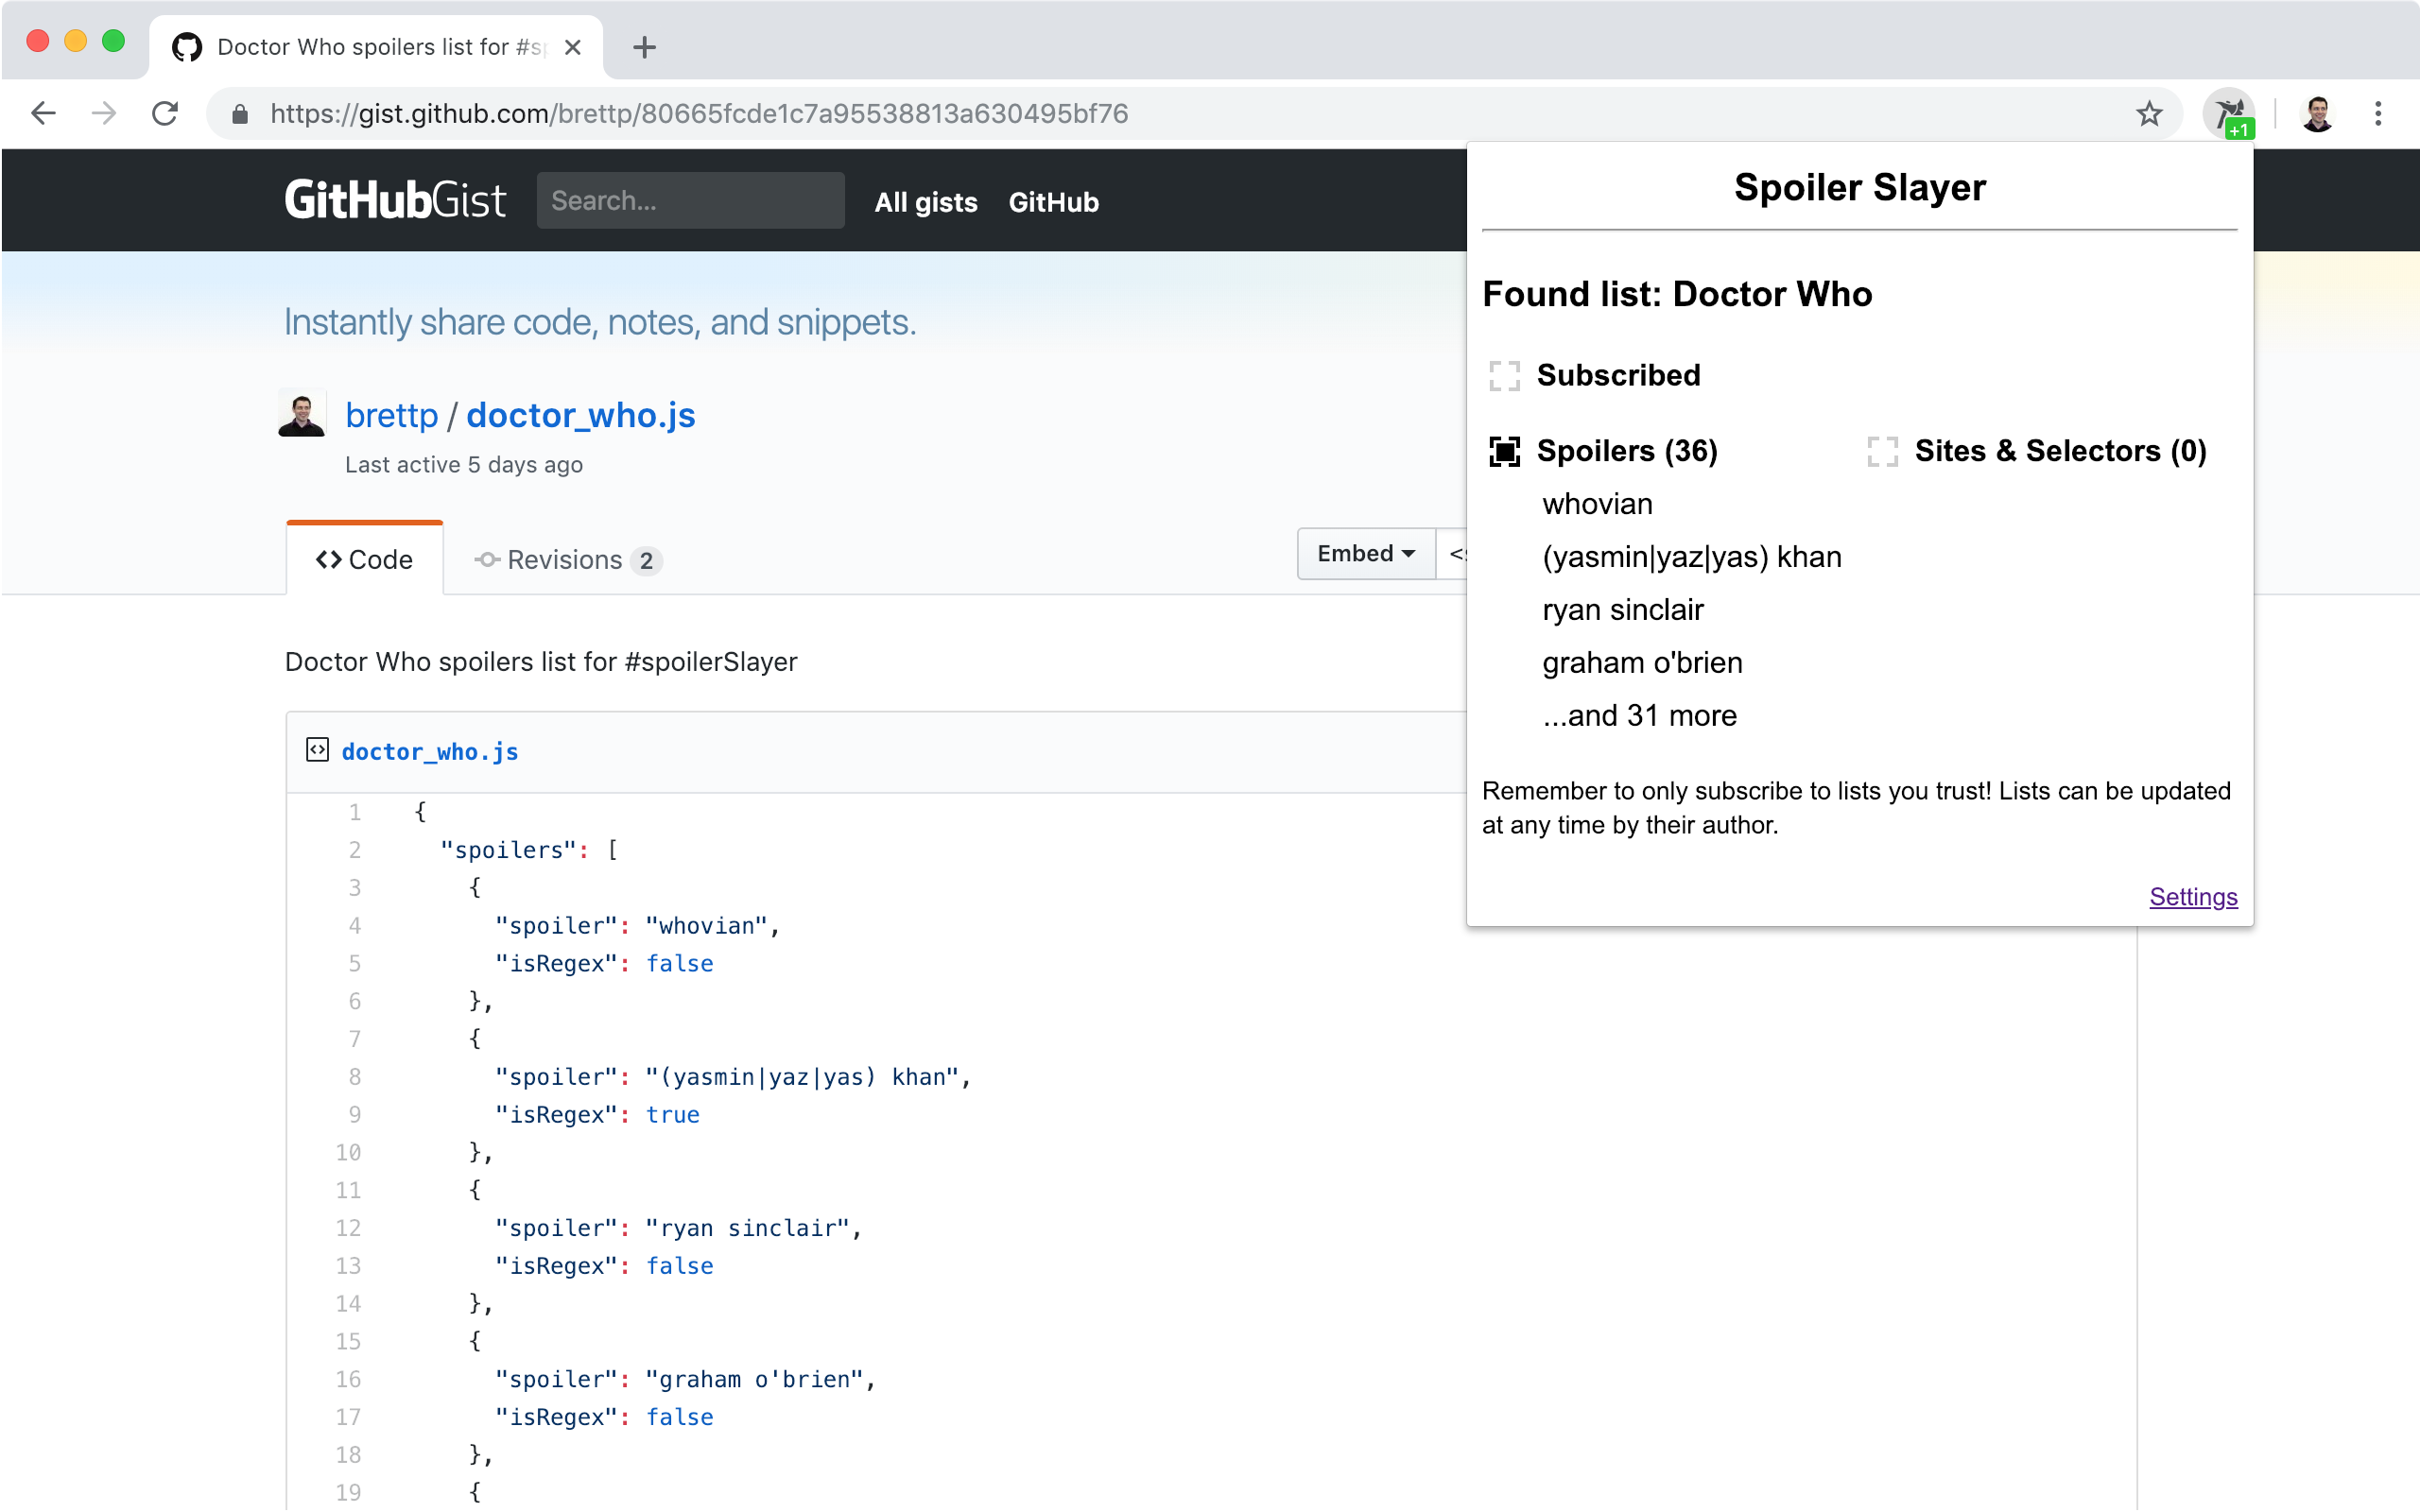 Doctor Who spoilers list for #s
https://gist.github.com/brettp/80665fcde1c7a95538813a630495bf76
+1
GitHubGist
Search...
All gists GitHub
Instantly share code, notes, and snippets.
brettp / doctor_who.js
Last active 5 days ago
Code
Revisions 2
Embed
<
Doctor Who spoilers list for #spoilerSlayer
doctor_who.js
1 {
2 "spoilers": [
3 {
4 "spoiler": "whovian",
5 "isRegex": false
6 },
7 {
8 "spoiler": "(yasmin|yaz|yas) khan",
9 "isRegex": true
10 },
11 {
12 "spoiler": "ryan sinclair",
13 "isRegex": false
14 },
15 {
16 "spoiler": "graham o'brien",
17 "isRegex": false
18 },
19 {
Spoiler Slayer
Found list: Doctor Who
Subscribed
Spoilers (36)
whovian
(yasmin|yaz|yas) khan
ryan sinclair
graham o'brien
...and 31 more
Sites & Selectors (0)
Remember to only subscribe to lists you trust! Lists can be updated
at any time by their author.
Settings